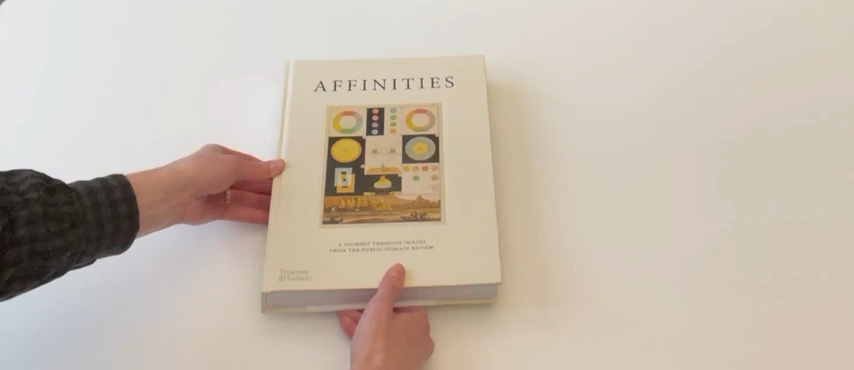 AFFINITIES
A JOURNEY THROUGH IMAGES
FROM THE PUBLIC DOMAIN REVIEW
Thames
&Hudson